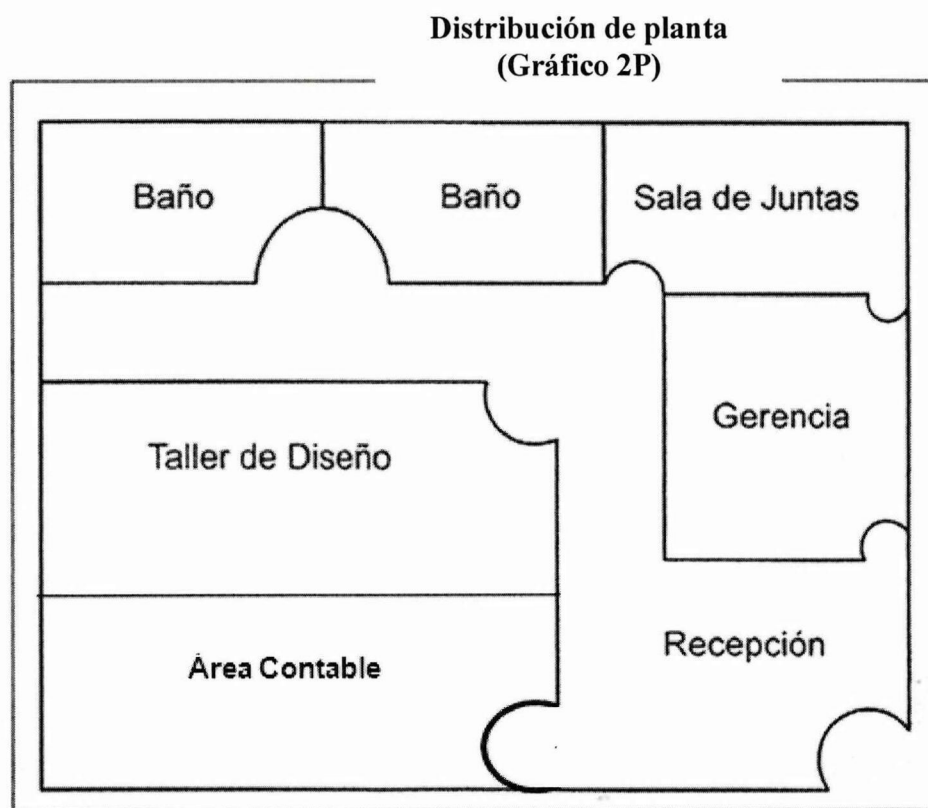 Distribución de planta
(Gráfico 2P)
Baño
Baño
Sala de Juntas
Gerencia
Taller de Diseño
Recepción
Área Contable